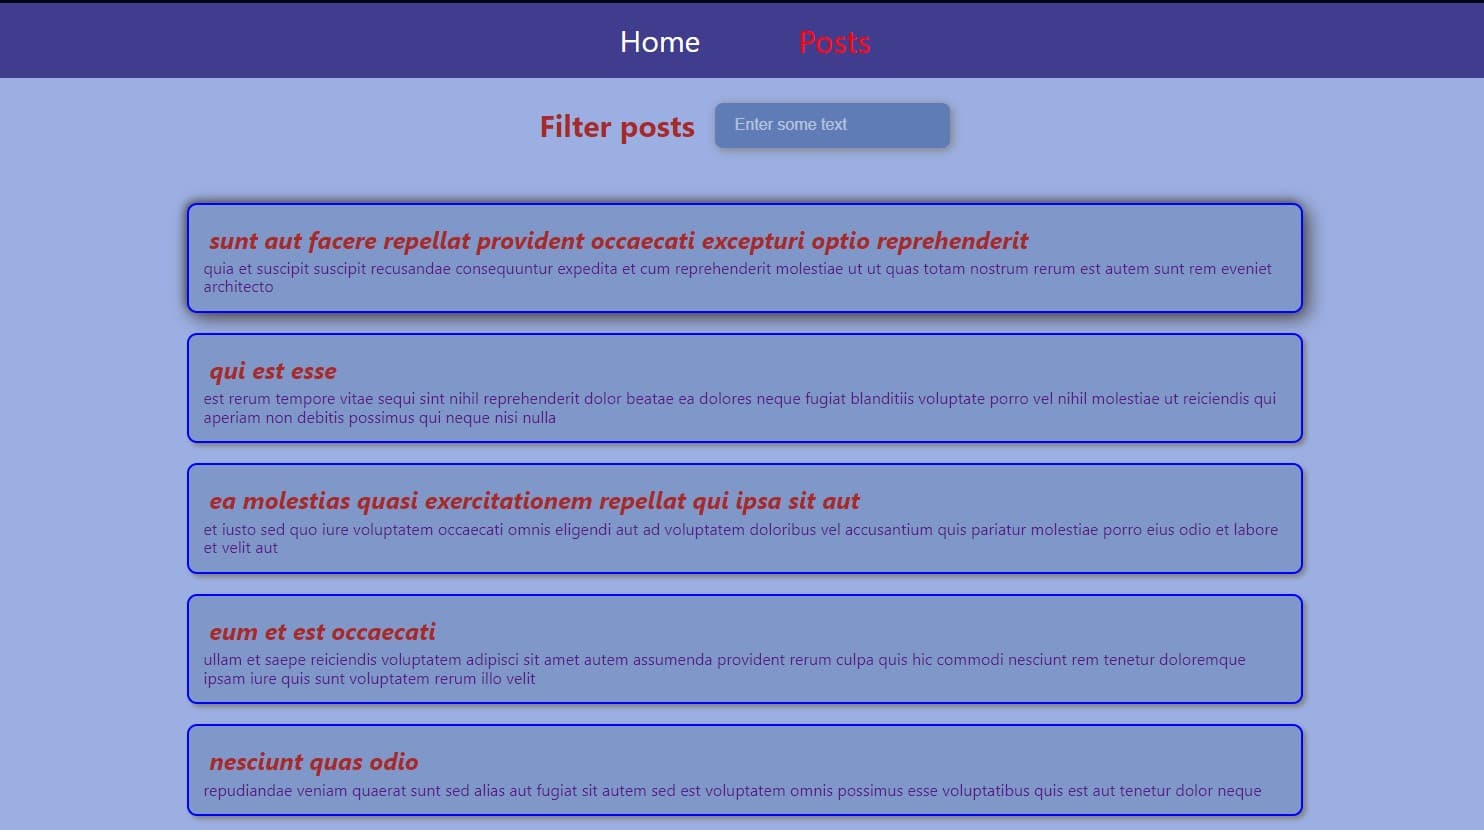 Home Posts
Filter posts Enter some text
sunt aut facere repellat provident occaecati excepturi optio reprehenderit
quia et suscipit suscipit recusandae consequuntur expedita et cum reprehenderit molestiae ut ut quas totam nostrum rerum est autem sunt rem eveniet
architecto
qui est esse
est rerum tempore vitae sequi sint nihil reprehenderit dolor beatae ea dolores neque fugiat blanditiis voluptate porro vel nihil molestiae ut reiciendis qui
aperiam non debitis possimus qui neque nisi nulla
ea molestias quasi exercitationem repellat qui ipsa sit aut
et iusto sed quo iure voluptatem occaecati omnis eligendi aut ad voluptatem doloribus vel accusantium quis pariatur molestiae porro eius odio et labore
et velit aut
eum et est occaecati
ullam et saepe reiciendis voluptatem adipisci sit amet autem assumenda provident rerum culpa quis hic commodi nesciunt rem tenetur doloremque
ipsam iure quis sunt voluptatem rerum illo velit
nesciunt quas odio
repudiandae veniam quaerat sunt sed alias aut fugiat sit autem sed est voluptatem omnis possimus esse voluptatibus quis est aut tenetur dolor neque